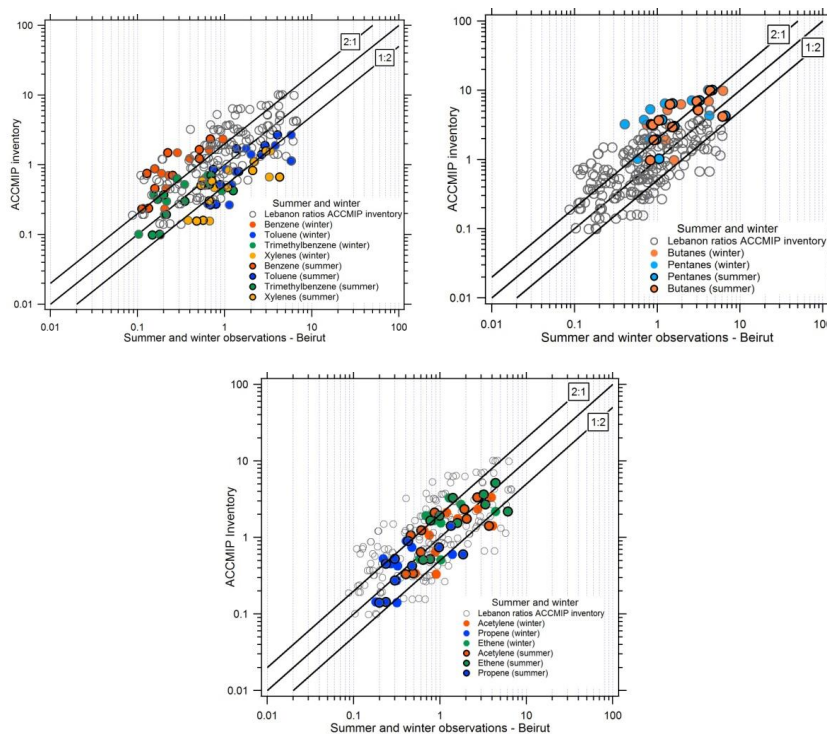 100
10
1
0.1
0.01
ACCMIP inventory
2:1
1:2
Summer and winter
Lebanon ratios ACCMIP inventory
Benzene (winter)
Toluene (winter)
Trimethylbenzene (winter)
Xylenes (winter)
Benzene (summer)
Toluene (summer)
Trimethylbenzene (summer)
Xylenes (summer)
0.01
0.1
1
10
100
Summer and winter observations - Beirut
100
10
1
0.1
0.01
ACCMIP inventory
2:1
1:2
Summer and winter
Lebanon ratios ACCMIP inventory
Butanes (winter)
Pentanes (winter)
Pentanes (summer)
Butanes (summer)
0.01
0.1
1
10
100
Summer and winter observations - Beirut
100
10
1
0.1
0.01
ACCMIP Inventory
2:1
1:2
Summer and winter
Lebanon ratios ACCMIP inventory
Acetylene (winter)
Propene (winter)
Ethene (winter)
Acetylene (summer)
Ethene (summer)
Propene (summer)
0.01
0.1
1
10
100
Summer and winter observations - Beirut